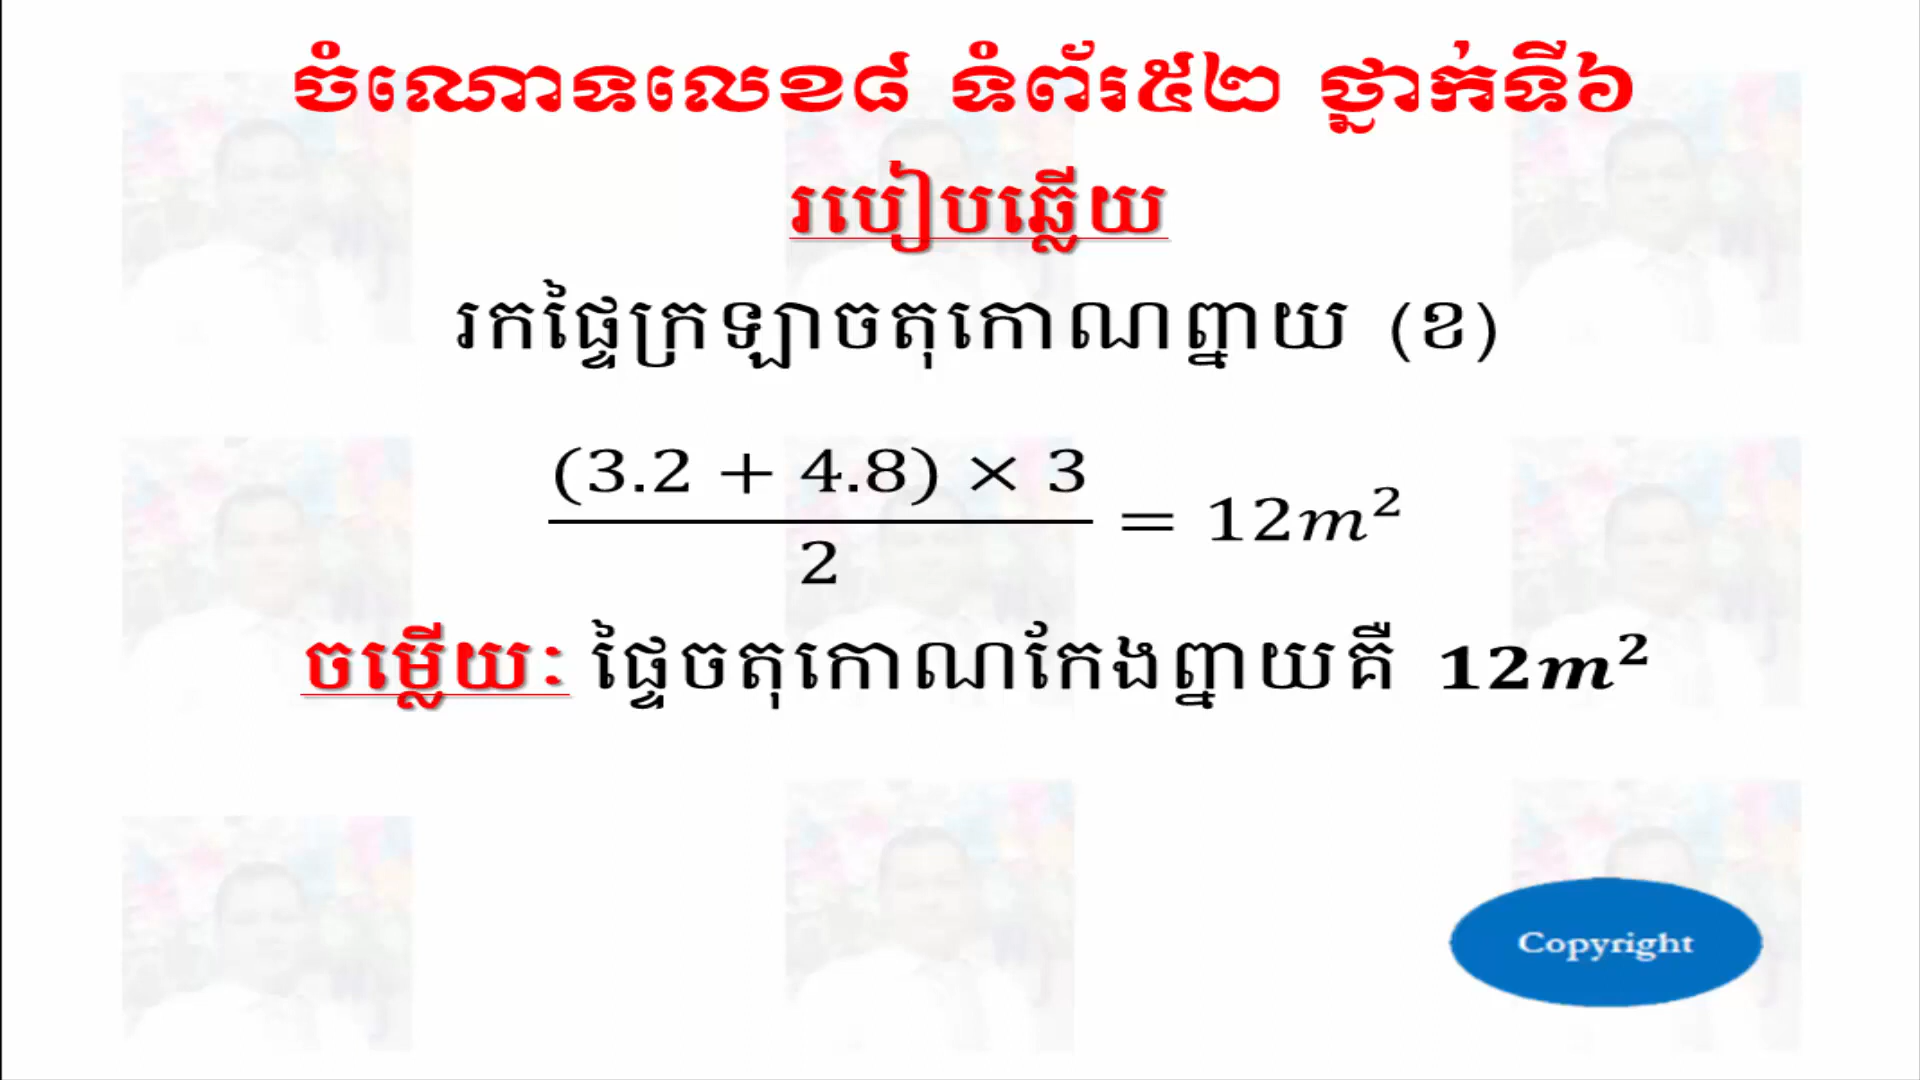 ចំណោទលេខ៨ ទំព័រ៥២ ថ្នាក់ទី៦
របៀបឆ្លើយ
រកផ្ទៃក្រឡាចតុកោណព្នាយ (ខ)
\frac{(3.2 + 4.8) × 3}{2} = 12m²
ចម្លើយ: ផ្ទៃចតុកោណកែងព្នាយគឺ 12m²
Copyright